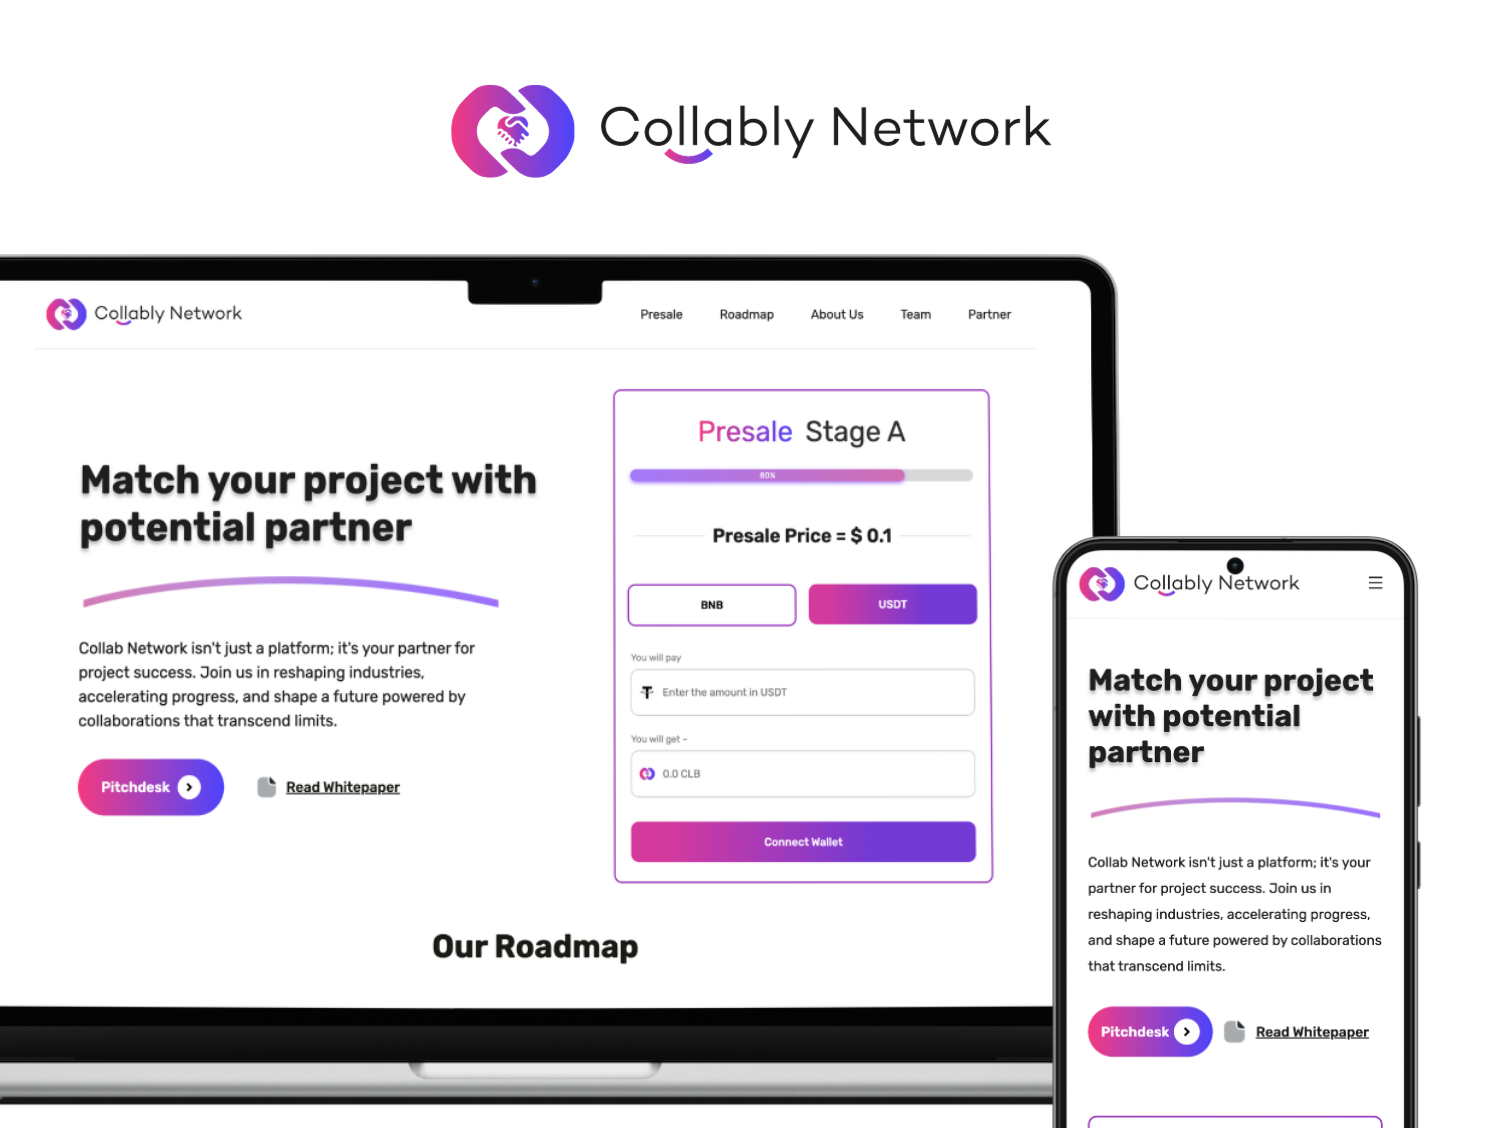 Collably Network
Collably Network
Presale
Roadmap
About Us
Team
Partner
Match your project with
potential partner
Collab Network isn't just a platform; it's your partner for
project success. Join us in reshaping industries,
accelerating progress, and shape a future powered by
collaborations that transcend limits.
Pitchdesk
Read Whitepaper
Presale Stage A
80%
Presale Price = $ 0.1
BNB
USDT
You will pay
Enter the amount in USDT
You will get ~
0.0 CLB
Connect Wallet
Our Roadmap
Collably Network
Match your project
with potential
partner
Collab Network isn't just a platform; it's your
partner for project success. Join us in
reshaping industries, accelerating progress,
and shape a future powered by collaborations
that transcend limits.
Pitchdesk
Read Whitepaper